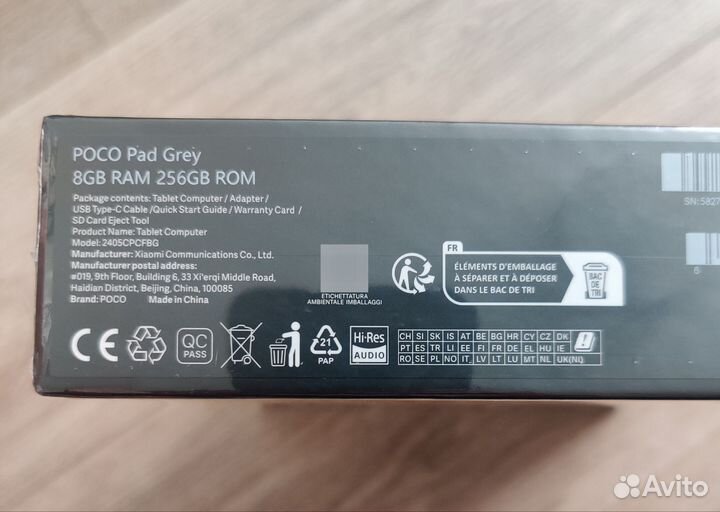 POCO Pad Grey
8GB RAM 256GB ROM
Package contents: Tablet Computer / Adapter /
USB Type-C Cable /Quick Start Guide / Warranty Card /
SD Card Eject Tool
Product Name: Tablet Computer
Model: 2405CPCFBG
Manufacturer: Xiaomi Communications Co., Ltd.
Manufacturer postal address:
#019, 9th Floor, Building 6, 33 Xi'erqi Middle Road,
Haidian District, Beijing, China, 100085
Brand: POCO Made in China
ETICHETTATURA
AMBIENTALE IMBALLAGGI
FR
ÉLÉMENTS D'EMBALLAGE
À SÉPARER ET À DÉPOSER
DANS LE BAC DE TRI
BAC
DE
TRI
SN: 5827
6
CE
QC
PASS
21
PAP
Hi-Res
AUDIO
CH SI SK IS AT BE BG HR CY CZ DK
PT ES TR LI EE FI FR DE EL HU IE
RO SE PL NO IT LV LT LU MT NL UK(NI)
Avito